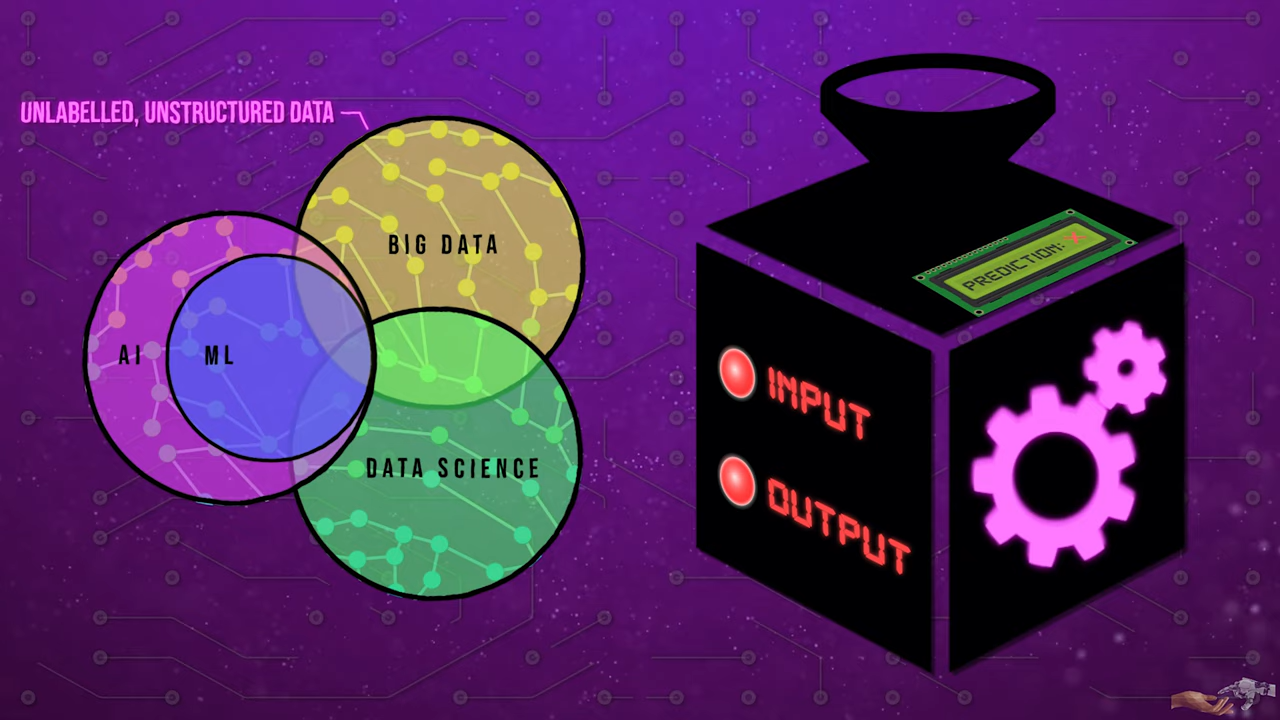 UNLABELLED, UNSTRUCTURED DATA
BIG DATA
AI
ML
DATA SCIENCE
PREDICTION: X
INPUT
OUTPUT